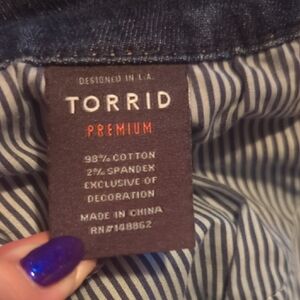 DESIGNED IN L.A.
TORRID
PREMIUM
98% COTTON
2% SPANDEX
EXCLUSIVE OF
DECORATION
MADE IN CHINA
RN#148862